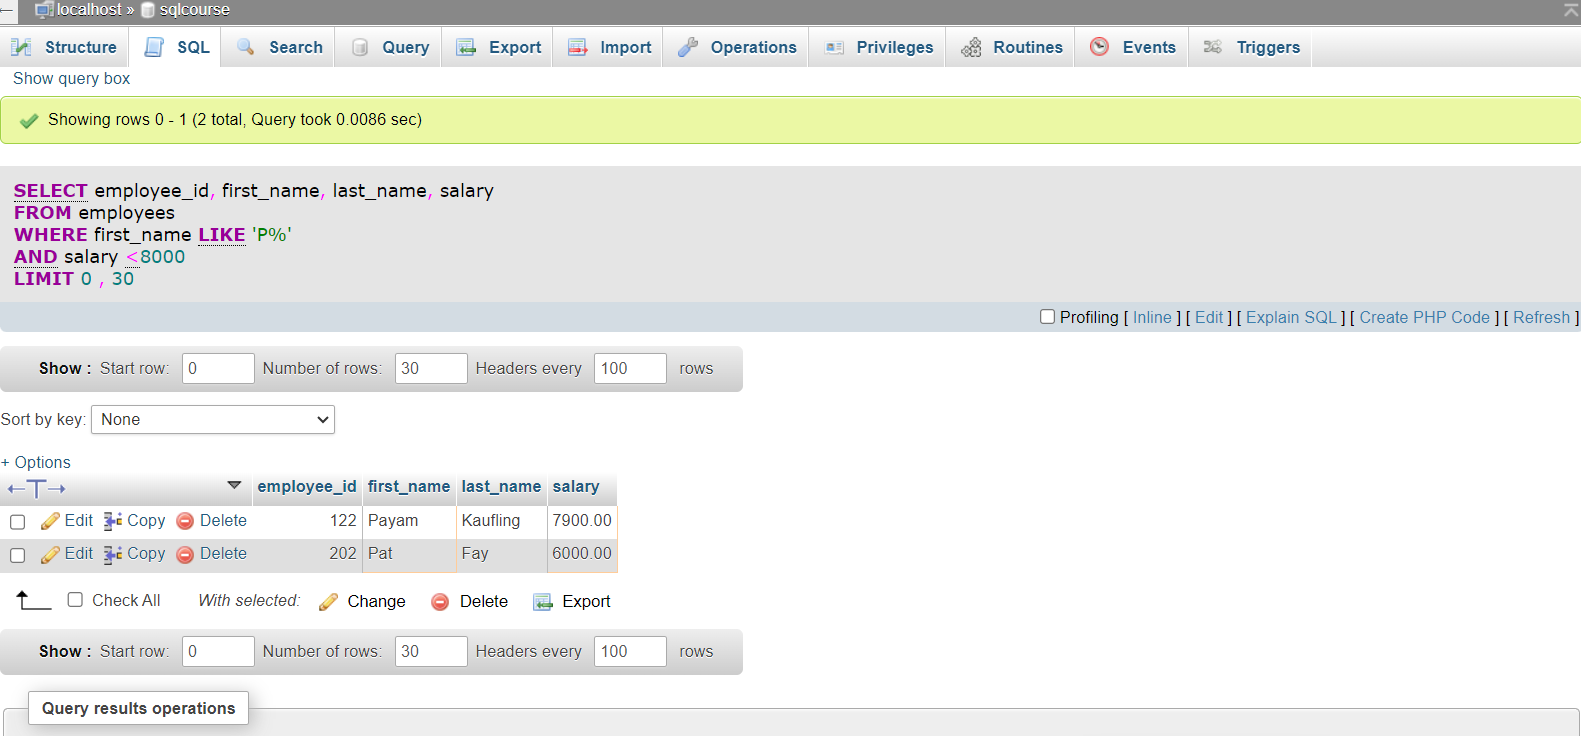 localhost » sqlcourse
Structure SQL Search Query Export Import Operations Privileges Routines Events Triggers
Show query box
Showing rows 0 - 1 (2 total, Query took 0.0086 sec)
SELECT employee_id, first_name, last_name, salary
FROM employees
WHERE first_name LIKE 'P%'
AND salary <8000
LIMIT 0 , 30
Profiling [ Inline ] [ Edit ] [ Explain SQL ] [ Create PHP Code ] [ Refresh ]
Show : Start row: 0 Number of rows: 30 Headers every 100 rows
Sort by key: None
+ Options
←T→ employee_id first_name last_name salary
Edit Copy Delete 122 Payam Kaufling 7900.00
Edit Copy Delete 202 Pat Fay 6000.00
Check All With selected: Change Delete Export
Show : Start row: 0 Number of rows: 30 Headers every 100 rows
Query results operations